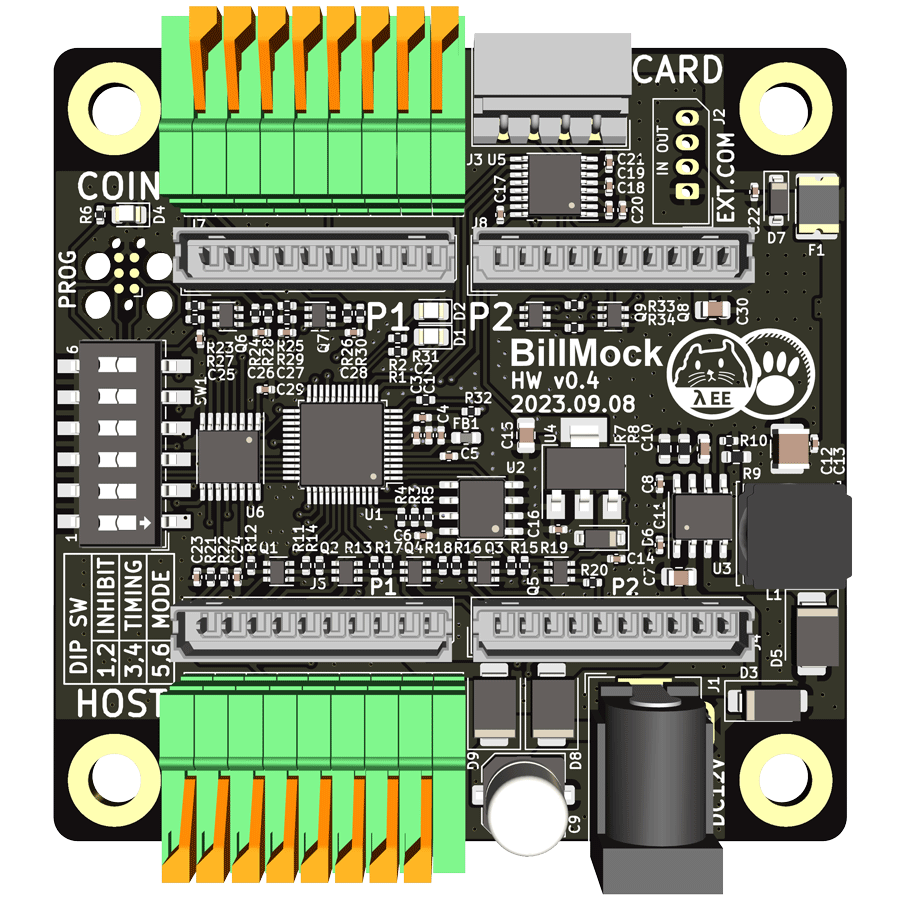 CARD
J2
IN OUT
EXT.COM
J3 U5
C21
C19
C18
C20
C17
COIN
R6
D4
J7
J8
C22
D7
F1
PROG
P1
D2
D1
P2
Q9
R33
R34
Q8
C30
R23
R27
C25
Q6
R24
R28
C26
R25
R29
C27
Q7
R26
R30
C28
R31
C29
BillMock
HW v0.4
2023.09.08
λEE
6
SW1
1
R32
FB1
C4
C5
C15
U4
R7
R8
C10
R10
R9
C12
C13
U6
U1
U2
R4
R3
R5
C6
C16
C8
C11
U3
L1
C23
R21
R22
C24
R12
Q1
R11
R14
Q2
R13
R17
Q4
R18
R16
Q3
R15
R19
Q5
R20
C14
C7
J5
P1
P2
DIP SW
1,2 INHIBIT
3,4 TIMING
5,6 MODE
HOST
J4
D5
D3
J1
D9
D8
C9
DC12V